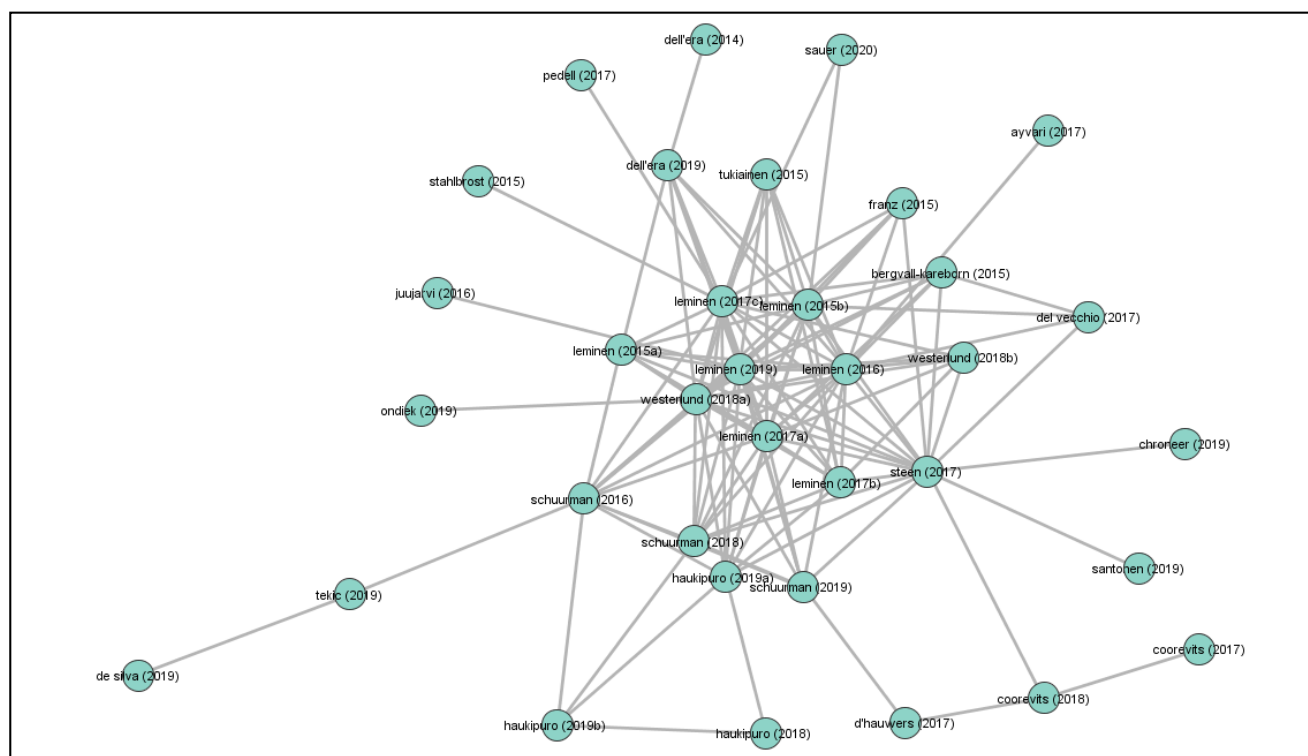 dell'era (2014)
sauer (2020)
pedell (2017)
ayvari (2017)
dell'era (2019)
tukiainen (2015)
stahlbrost (2015)
franz (2015)
bergvall-kareborn (2015)
juujarvi (2016)
leminen (2017c)
leminen (2015b)
del vecchio (2017)
leminen (2015a)
westerlund (2018b)
leminen (2019)
leminen (2016)
westerlund (2018a)
ondiek (2019)
leminen (2017a)
chroneer (2019)
steen (2017)
leminen (2017b)
schuurman (2016)
schuurman (2018)
santonen (2019)
haukipuro (2019a)
schuurman (2019)
tekic (2019)
coorevits (2017)
de silva (2019)
coorevits (2018)
haukipuro (2019b)
d'hauwers (2017)
haukipuro (2018)